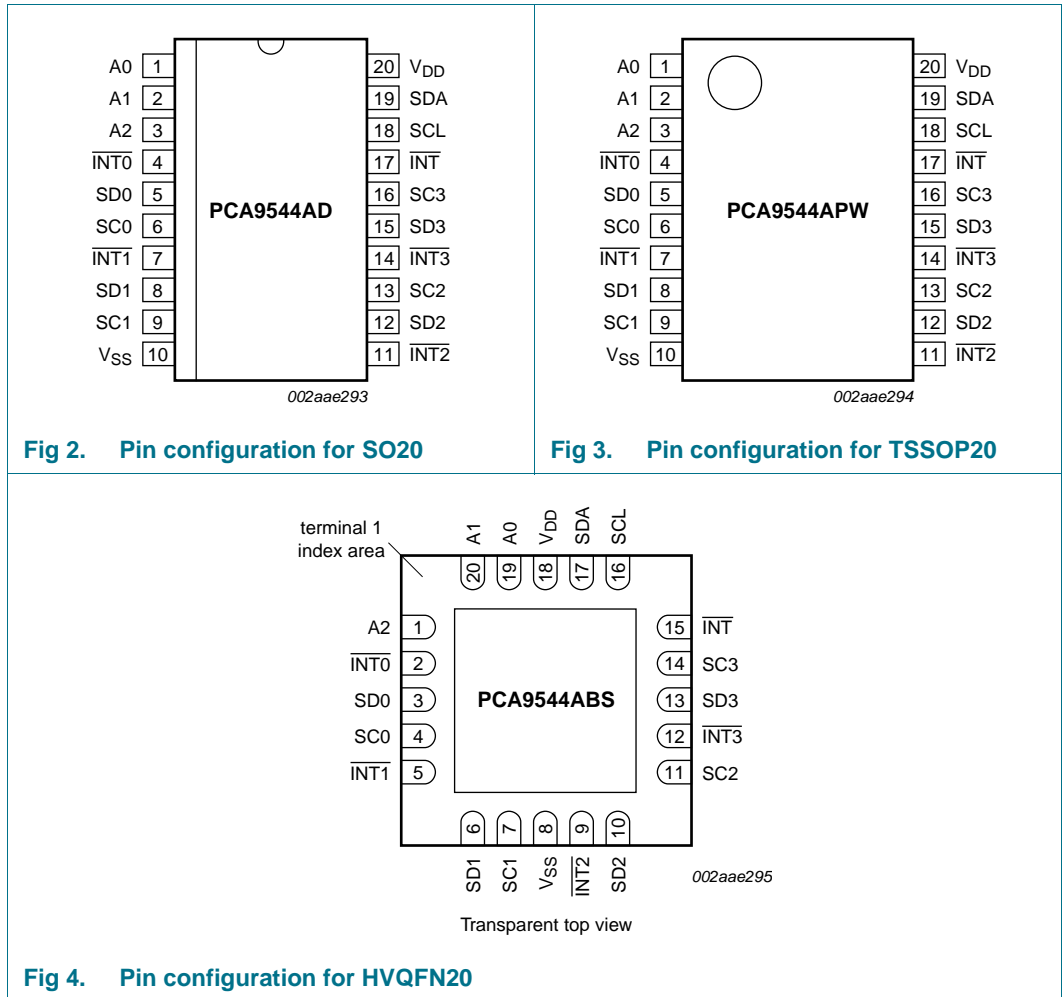 A0 1
A1 2
A2 3
INT0 4
SD0 5
SC0 6
INT1 7
SD1 8
SC1 9
VSS 10
PCA9544AD
20 VDD
19 SDA
18 SCL
17 INT
16 SC3
15 SD3
14 INT3
13 SC2
12 SD2
11 INT2
002aae293
Fig 2. Pin configuration for SO20
A0 1
A1 2
A2 3
INT0 4
SD0 5
SC0 6
INT1 7
SD1 8
SC1 9
VSS 10
PCA9544APW
20 VDD
19 SDA
18 SCL
17 INT
16 SC3
15 SD3
14 INT3
13 SC2
12 SD2
11 INT2
002aae294
Fig 3. Pin configuration for TSSOP20
terminal 1
index area
A1 20
A0 19
VDD 18
SDA 17
SCL 16
A2 1
INT0 2
SD0 3
SC0 4
INT1 5
PCA9544ABS
15 INT
14 SC3
13 SD3
12 INT3
11 SC2
6 SD1
7 SC1
8 VSS
9 INT2
10 SD2
002aae295
Transparent top view
Fig 4. Pin configuration for HVQFN20